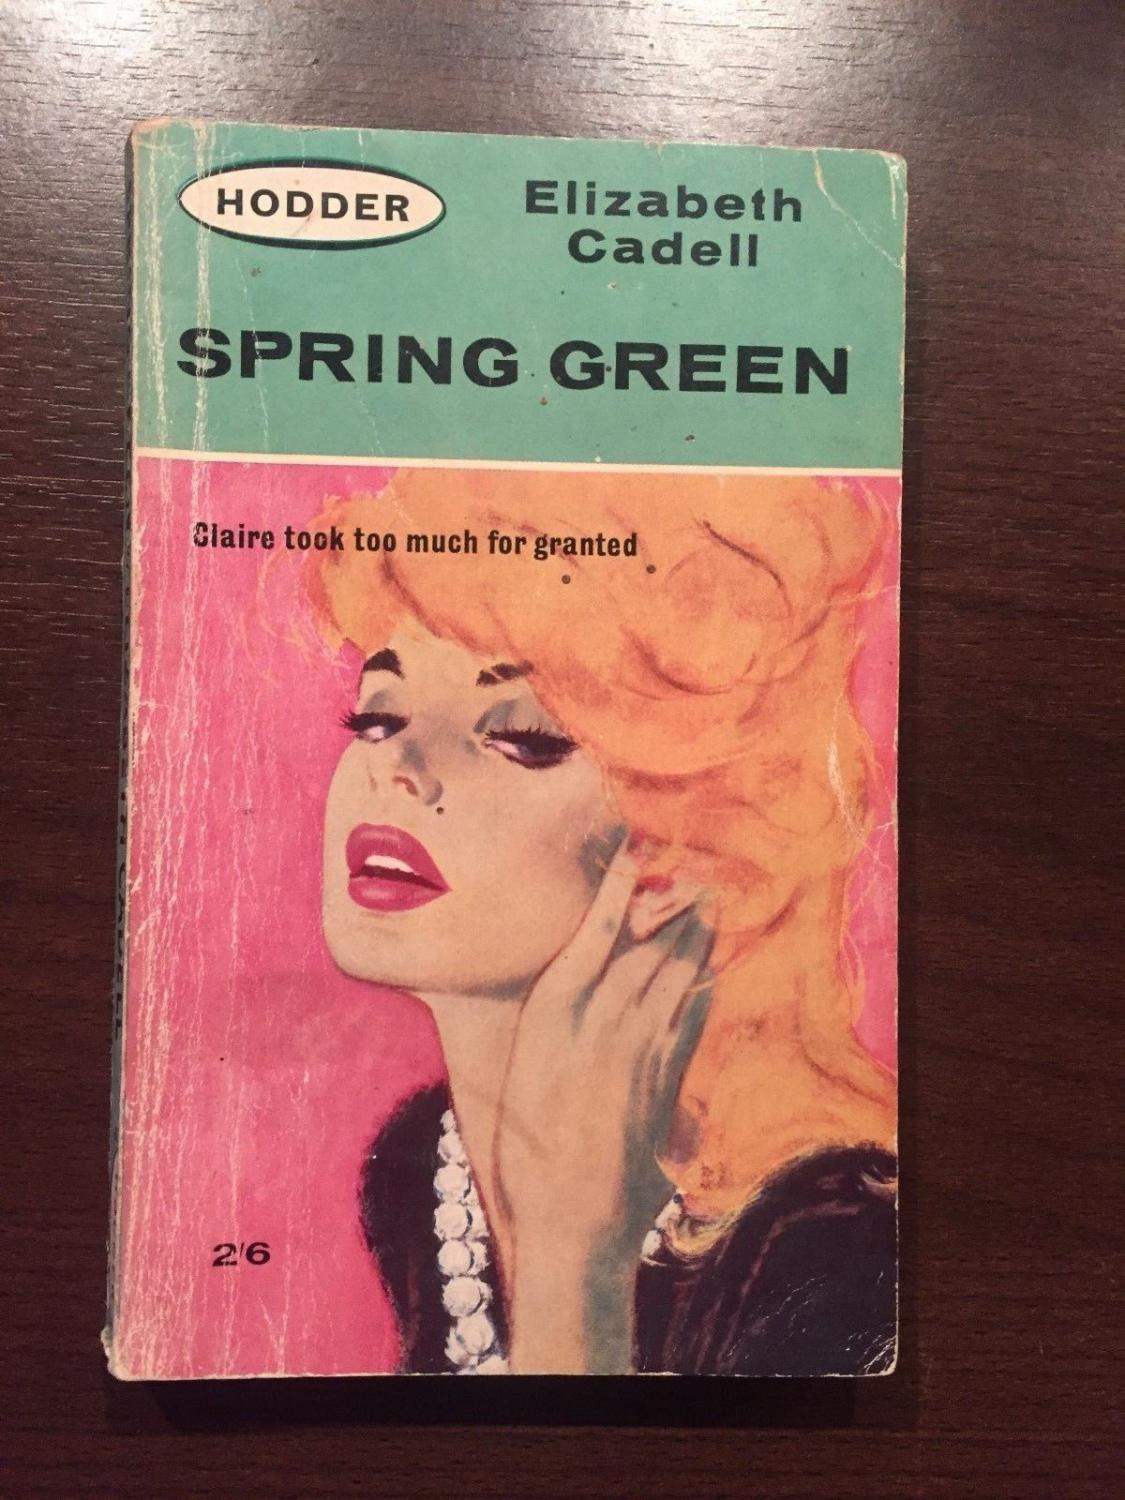 HODDER
Elizabeth
Cadell
SPRING GREEN
Claire took too much for granted
2/6